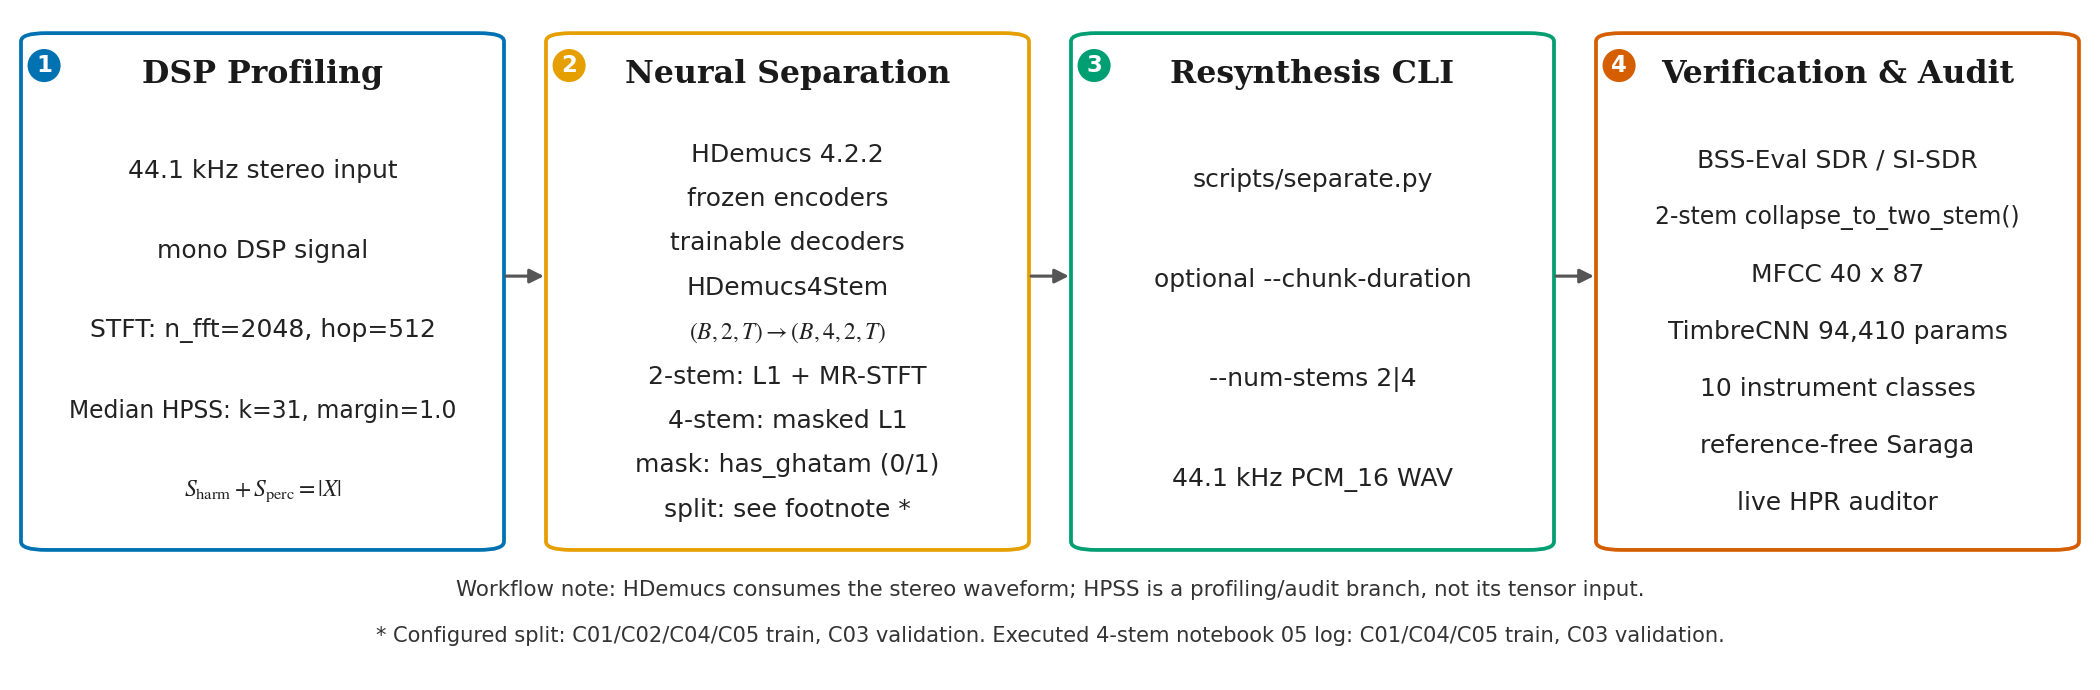 1 DSP Profiling
44.1 kHz stereo input
mono DSP signal
STFT: n_fft=2048, hop=512
Median HPSS: k=31, margin=1.0
S_harm + S_perc = |X|
2 Neural Separation
HDemucs 4.2.2
frozen encoders
trainable decoders
HDemucs4Stem
(B, 2, T) → (B, 4, 2, T)
2-stem: L1 + MR-STFT
4-stem: masked L1
mask: has_ghatam (0/1)
split: see footnote *
3 Resynthesis CLI
scripts/separate.py
optional --chunk-duration
--num-stems 2|4
44.1 kHz PCM_16 WAV
4 Verification & Audit
BSS-Eval SDR / SI-SDR
2-stem collapse_to_two_stem()
MFCC 40 x 87
TimbreCNN 94,410 params
10 instrument classes
reference-free Saraga
live HPR auditor
Workflow note: HDemucs consumes the stereo waveform; HPSS is a profiling/audit branch, not its tensor input.
* Configured split: C01/C02/C04/C05 train, C03 validation. Executed 4-stem notebook 05 log: C01/C04/C05 train, C03 validation.